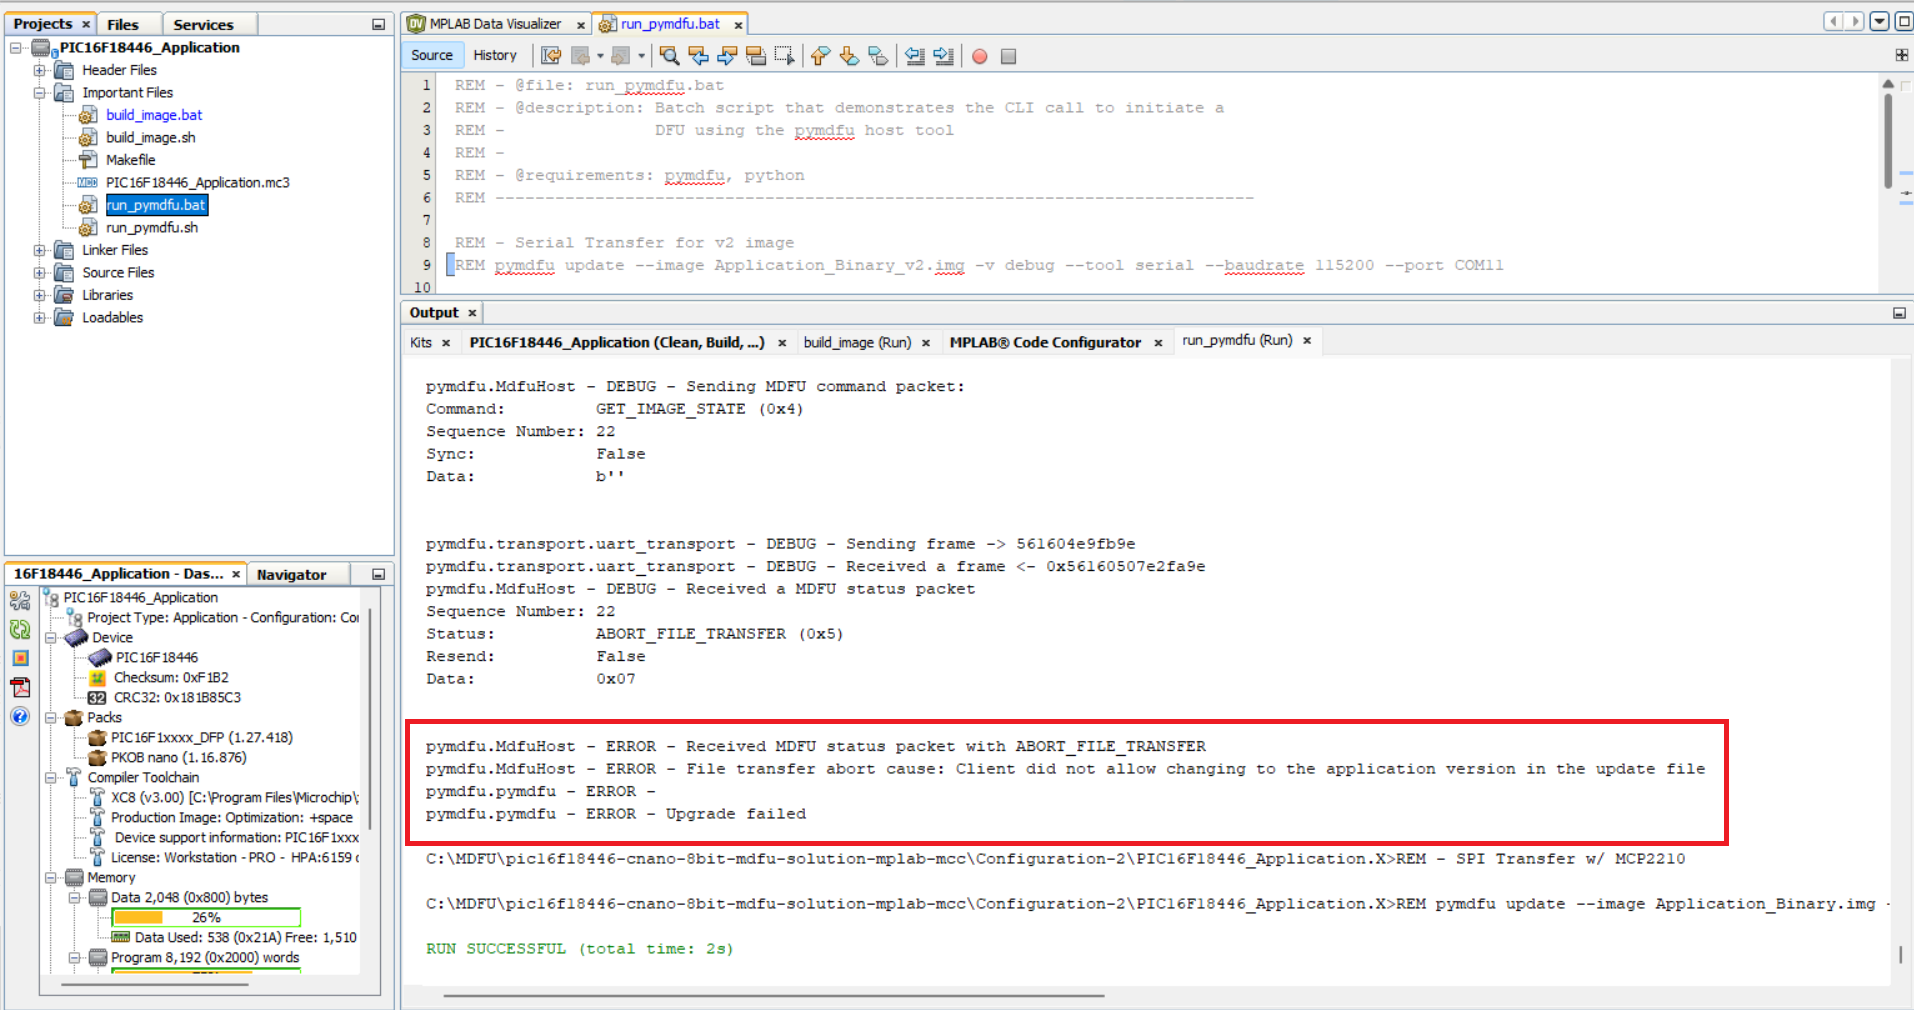 Projects × Files Services
PIC16F18446_Application
Header Files
Important Files
build_image.bat
build_image.sh
Makefile
PIC16F18446_Application.mc3
run_pymdfu.bat
run_pymdfu.sh
Linker Files
Source Files
Libraries
Loadables
16F18446_Application - Das... × Navigator
PIC16F18446_Application
Project Type: Application - Configuration: Cor
Device
PIC16F18446
Checksum: 0xF1B2
32 CRC32: 0x181B85C3
Packs
PIC16F1xxxx_DFP (1.27.418)
PKOB nano (1.16.876)
Compiler Toolchain
XC8 (v3.00) [C:\Program Files\Microchip\
Production Image: Optimization: +space
Device support information: PIC16F1xxx
License: Workstation - PRO - HPA:6159
Memory
Data 2,048 (0x800) bytes
26%
Data Used: 538 (0x21A) Free: 1,510
Program 8,192 (0x2000) words
MPLAB Data Visualizer × run_pymdfu.bat ×
Source History
1 REM - @file: run_pymdfu.bat
2 REM - @description: Batch script that demonstrates the CLI call to initiate a
3 REM - DFU using the pymdfu host tool
4 REM -
5 REM - @requirements: pymdfu, python
6 REM ----------------------------------------------------------------------------
7
8 REM - Serial Transfer for v2 image
9 REM pymdfu update --image Application_Binary_v2.img -v debug --tool serial --baudrate 115200 --port COM11
10
Output ×
Kits × PIC16F18446_Application (Clean, Build, ...) × build_image (Run) × MPLAB® Code Configurator × run_pymdfu (Run) ×
pymdfu.MdfuHost - DEBUG - Sending MDFU command packet:
Command: GET_IMAGE_STATE (0x4)
Sequence Number: 22
Sync: False
Data: b''
pymdfu.transport.uart_transport - DEBUG - Sending frame -> 561604e9fb9e
pymdfu.transport.uart_transport - DEBUG - Received a frame <- 0x56160507e2fa9e
pymdfu.MdfuHost - DEBUG - Received a MDFU status packet
Sequence Number: 22
Status: ABORT_FILE_TRANSFER (0x5)
Resend: False
Data: 0x07
pymdfu.MdfuHost - ERROR - Received MDFU status packet with ABORT_FILE_TRANSFER
pymdfu.MdfuHost - ERROR - File transfer abort cause: Client did not allow changing to the application version in the update file
pymdfu.pymdfu - ERROR -
pymdfu.pymdfu - ERROR - Upgrade failed
C:\MDFU\pic16f18446-cnano-8bit-mdfu-solution-mplab-mcc\Configuration-2\PIC16F18446_Application.X>REM - SPI Transfer w/ MCP2210
C:\MDFU\pic16f18446-cnano-8bit-mdfu-solution-mplab-mcc\Configuration-2\PIC16F18446_Application.X>REM pymdfu update --image Application_Binary.img -
RUN SUCCESSFUL (total time: 2s)